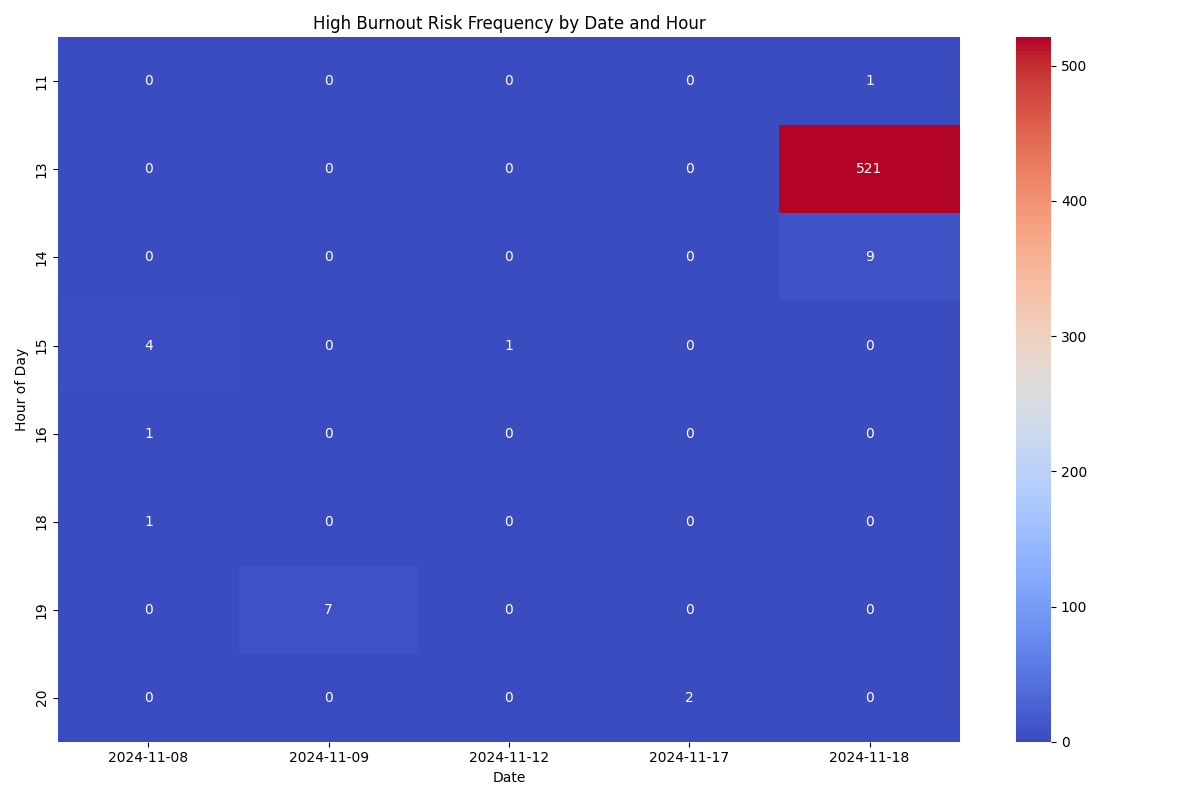 High Burnout Risk Frequency by Date and Hour
11 0 0 0 0 1
13 0 0 0 0 521
14 0 0 0 0 9
15 4 0 1 0 0
16 1 0 0 0 0
18 1 0 0 0 0
19 0 7 0 0 0
20 0 0 0 2 0
Hour of Day
2024-11-08 2024-11-09 2024-11-12 2024-11-17 2024-11-18
Date
500
400
300
200
100
0